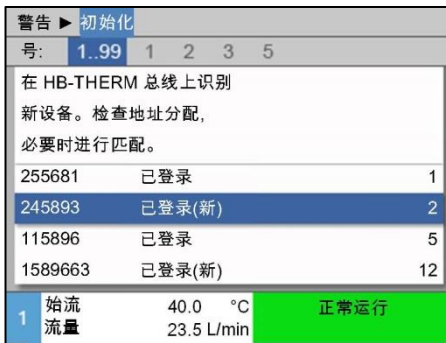 警告 ▶ 初始化
号: 1..99 1 2 3 5
在 HB-THERM 总线上识别
新设备。检查地址分配,
必要时进行匹配。
255681 已登录 1
245893 已登录(新) 2
115896 已登录 5
1589663 已登录(新) 12
1 始流 40.0 °C 正常运行
流量 23.5 L/min